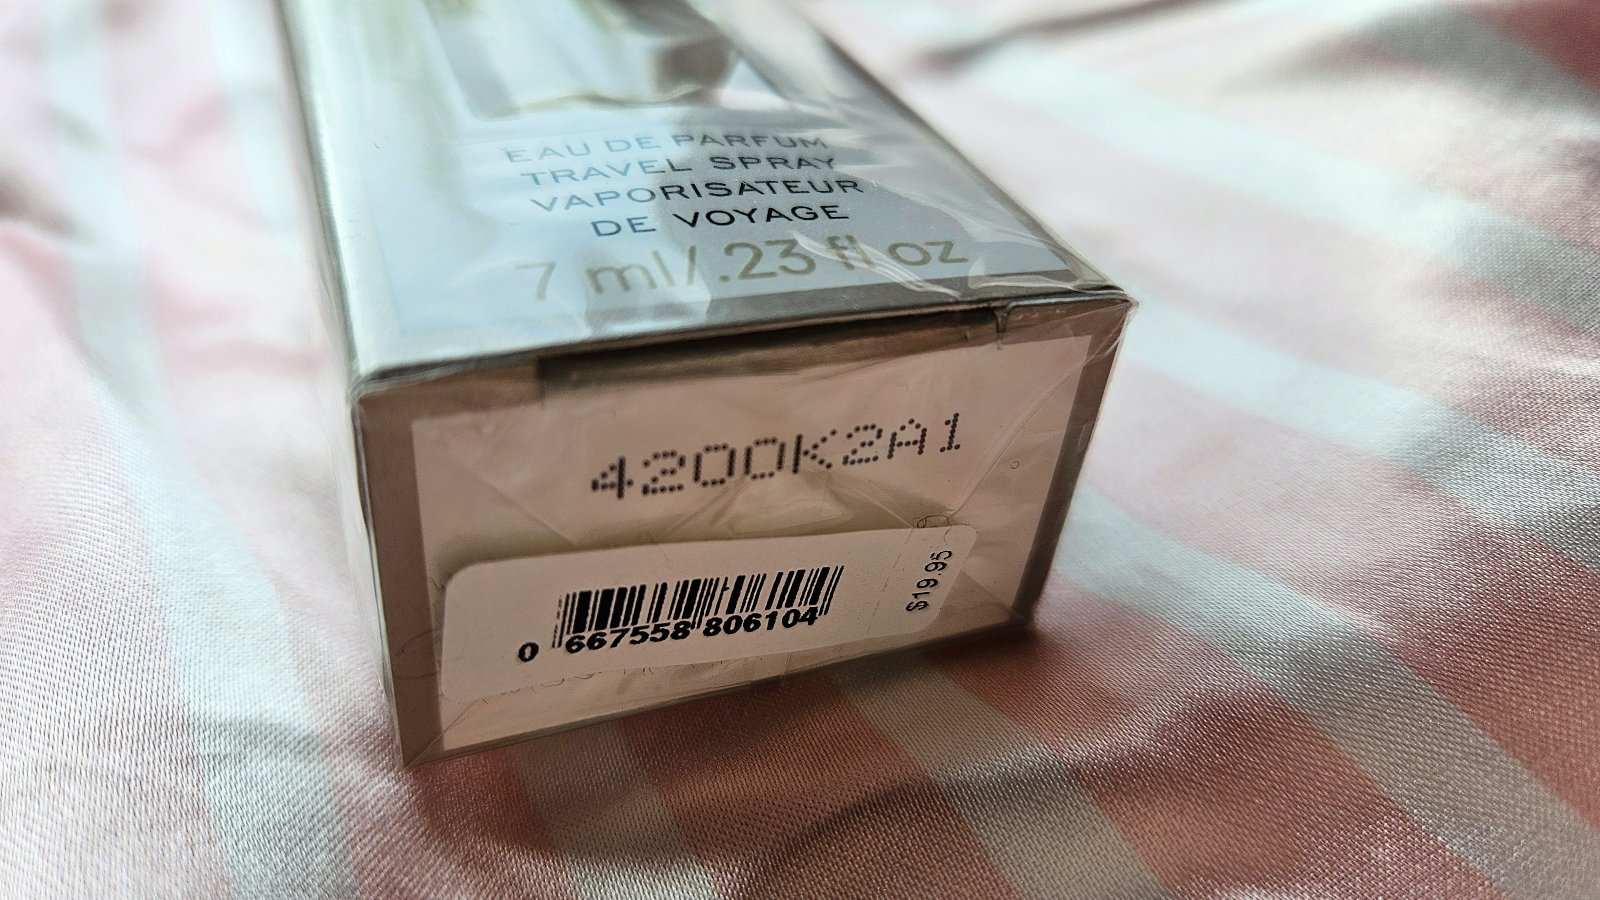 EAU DE PARFUM
TRAVEL SPRAY
VAPORISATEUR
DE VOYAGE
7 ml/.23 fl oz
4200K2A1
$19.95
0 667558 806104